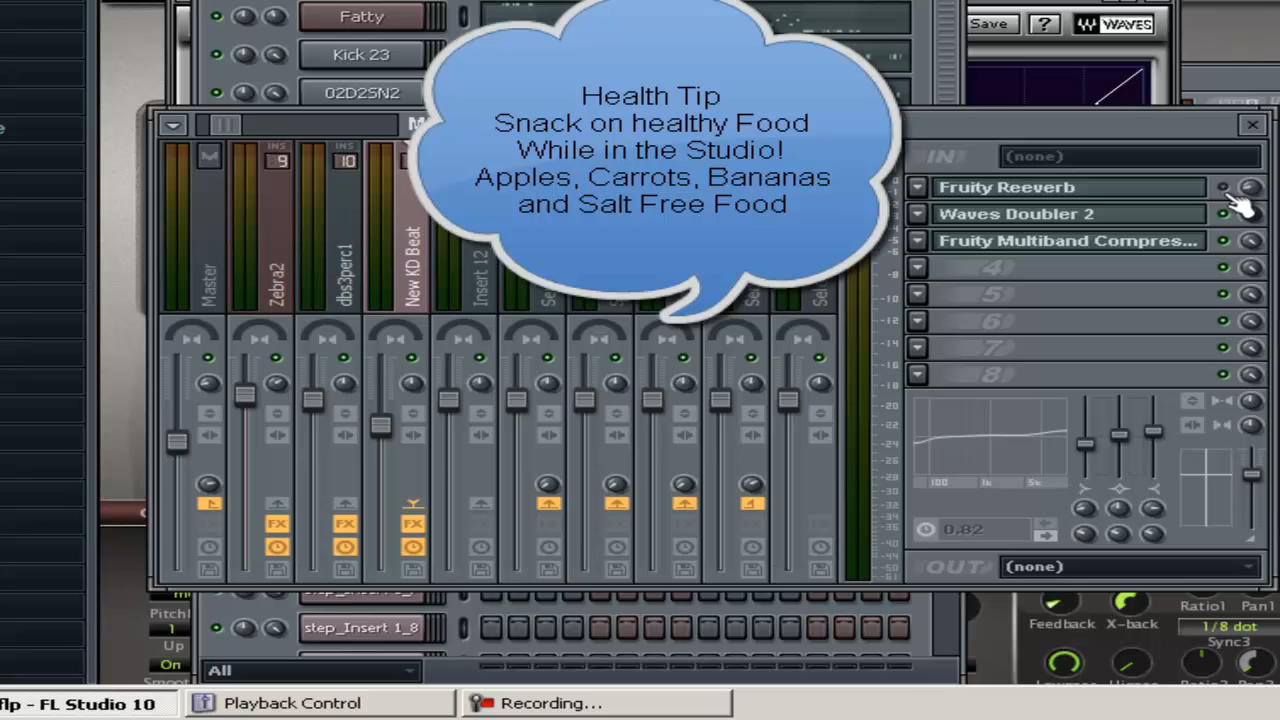 Fatty
Save
?
WAVES
Kick 23
02D2SN2
Health Tip
Snack on healthy Food
While in the Studio!
Apples, Carrots, Bananas
and Salt Free Food
IN
(none)
INS
9
INS
10
Fruity Reeverb
Waves Doubler 2
Fruity Multiband Compres...
4
5
6
7
8
Master
Zebra2
dbs3perc1
New KD Beat
Insert 12
100
1k
5k
FX
FX
FX
0,82
OUT
(none)
Pitch
1
Up
On
step_Insert 1_8
All
Feedback
X-back
Ratio1
Pan1
1/8 dot
Sync3
flp - FL Studio 10
Playback Control
Recording...